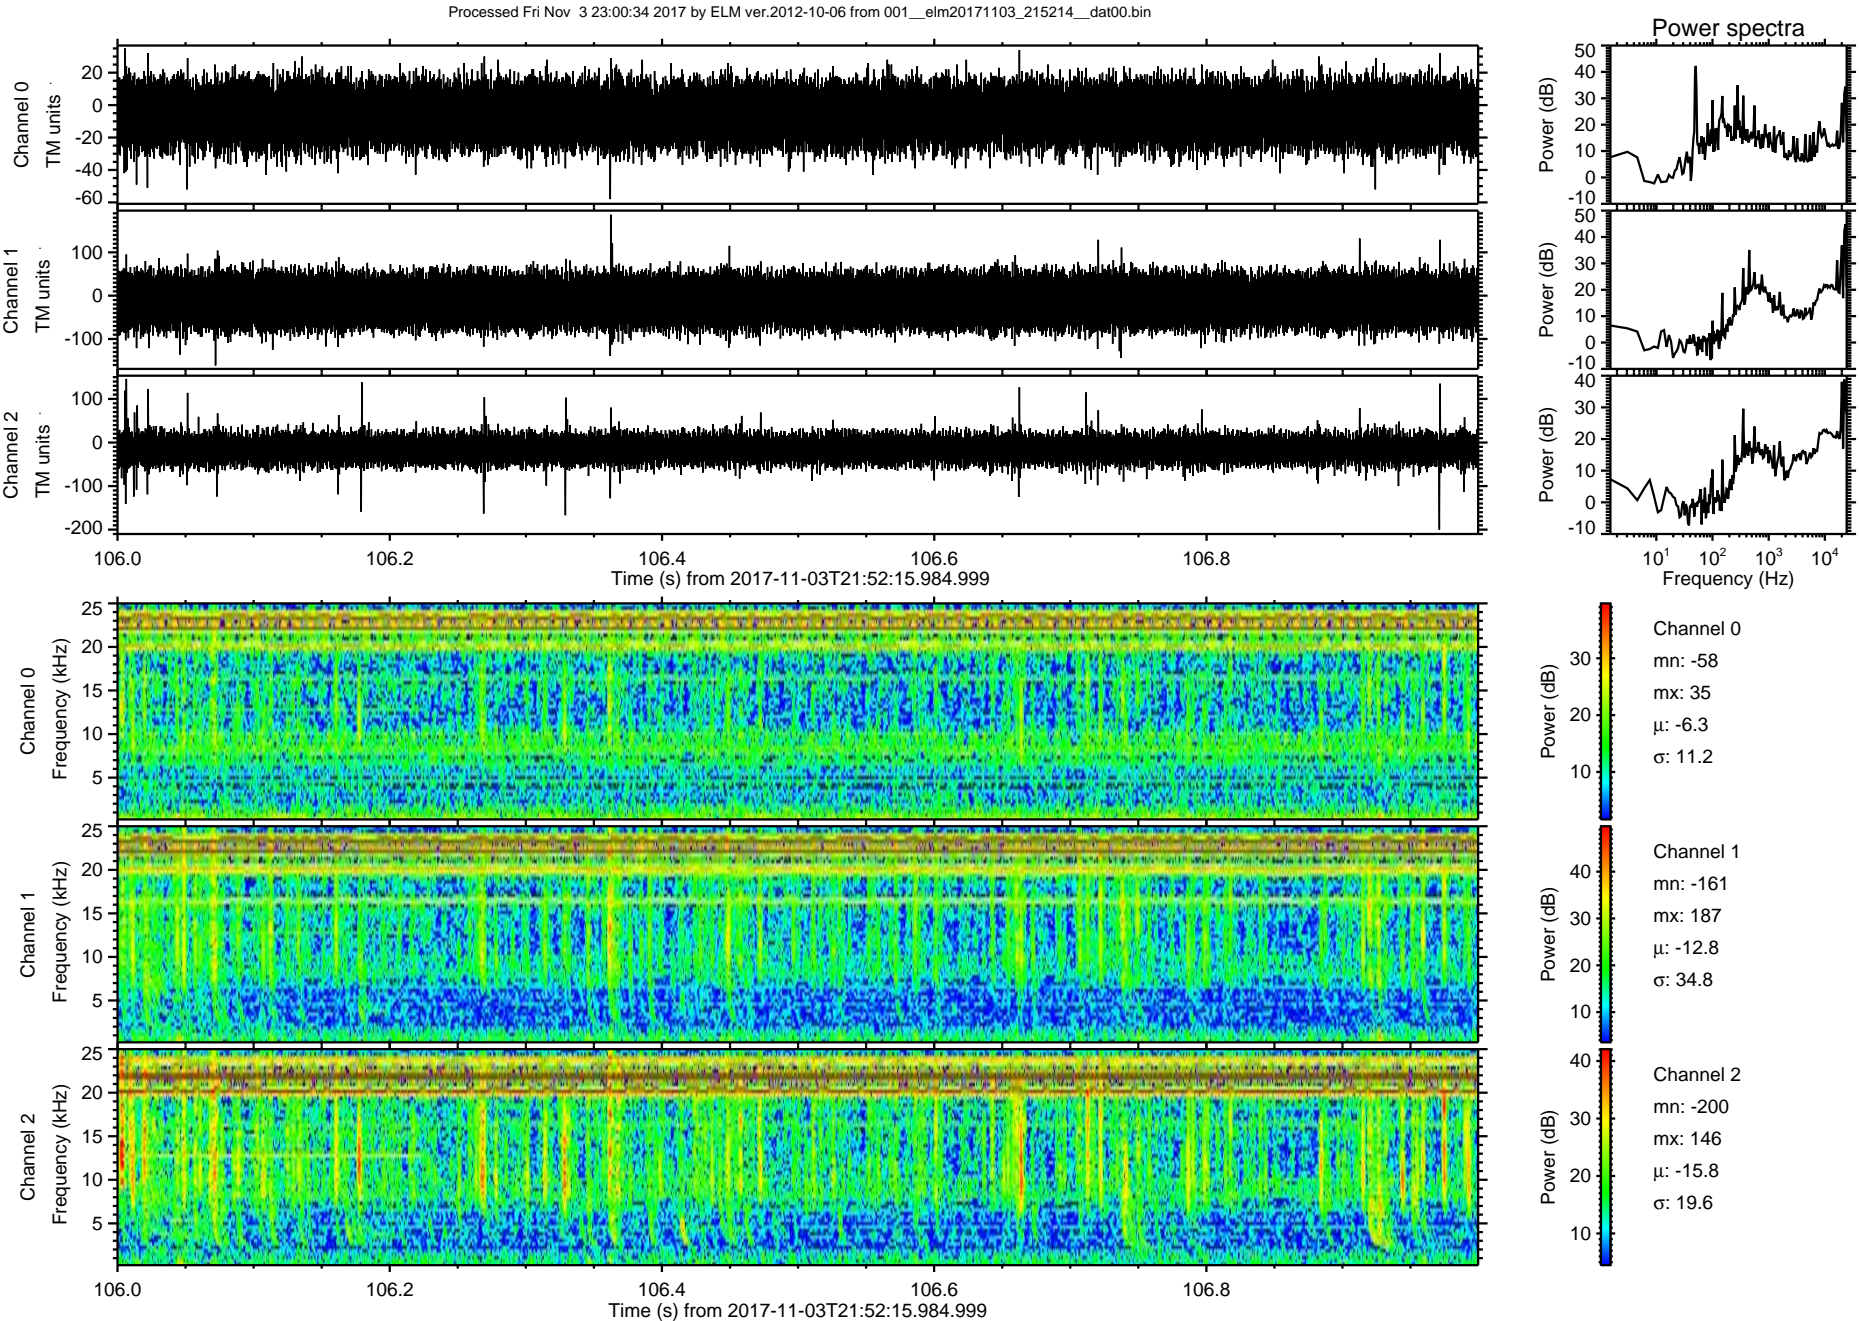 Processed Fri Nov  3 23:00:34 2017 by ELM ver.2012-10-06 from 001__elm20171103_215214__dat00.bin
Power spectra
Channel 0
TM units
20
0
-20
-40
-60
Power (dB)
50
40
30
20
10
0
-10
Channel 1
TM units
100
0
-100
Power (dB)
50
40
30
20
10
0
-10
Channel 2
TM units
100
0
-100
-200
Power (dB)
40
30
20
10
0
-10
106.0 106.2 106.4 106.6 106.8
Time (s) from 2017-11-03T21:52:15.984.999
10^1 10^2 10^3 10^4
Frequency (Hz)
Channel 0
Frequency (kHz)
25
20
15
10
5
Power (dB)
30
20
10
Channel 0
mn: -58
mx: 35
μ: -6.3
σ: 11.2
Channel 1
Frequency (kHz)
25
20
15
10
5
Power (dB)
40
30
20
10
Channel 1
mn: -161
mx: 187
μ: -12.8
σ: 34.8
Channel 2
Frequency (kHz)
25
20
15
10
5
Power (dB)
40
30
20
10
Channel 2
mn: -200
mx: 146
μ: -15.8
σ: 19.6
106.0 106.2 106.4 106.6 106.8
Time (s) from 2017-11-03T21:52:15.984.999